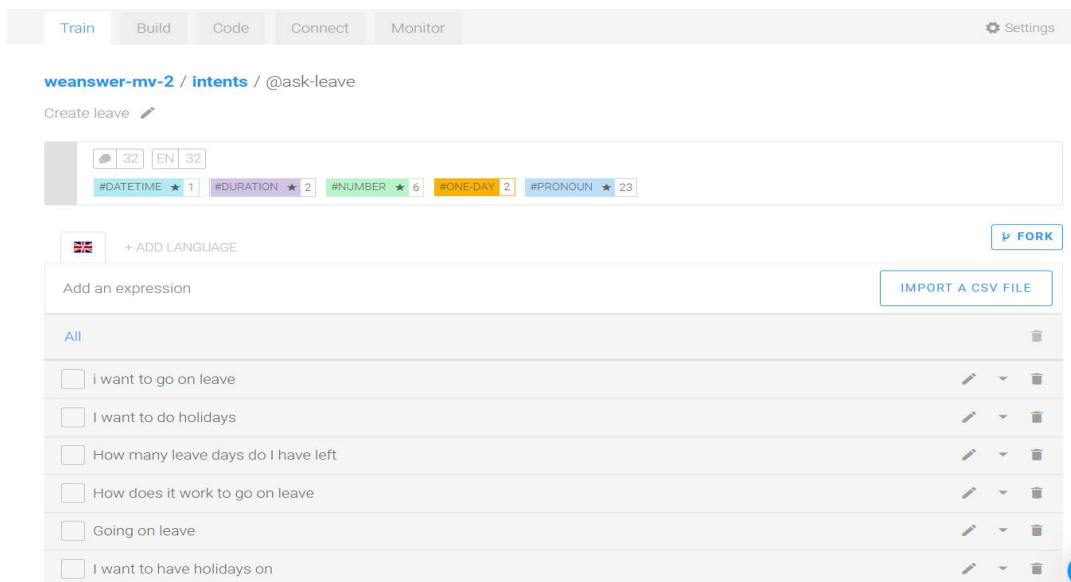 Train Build Code Connect Monitor Settings
weanswer-mv-2 / intents / @ask-leave
Create leave
32 EN 32
#DATETIME ★ 1 #DURATION ★ 2 #NUMBER ★ 6 #ONE-DAY 2 #PRONOUN ★ 23
FORK
+ ADD LANGUAGE
Add an expression IMPORT A CSV FILE
All
i want to go on leave
I want to do holidays
How many leave days do I have left
How does it work to go on leave
Going on leave
I want to have holidays on